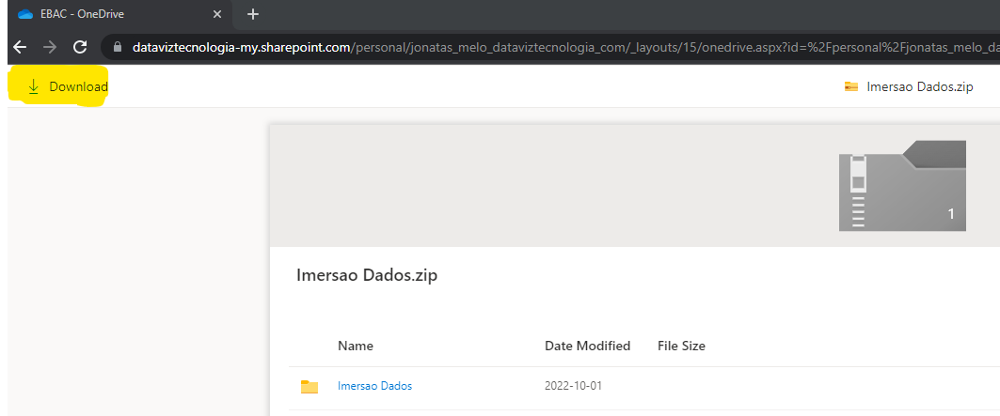 EBAC - OneDrive
dataviztecnologia-my.sharepoint.com/personal/jonatas_melo_dataviztecnologia_com/_layouts/15/onedrive.aspx?id=%2Fpersonal%2Fjonatas_melo_da
Download
Imersao Dados.zip
1
Imersao Dados.zip
Name Date Modified File Size
Imersao Dados 2022-10-01